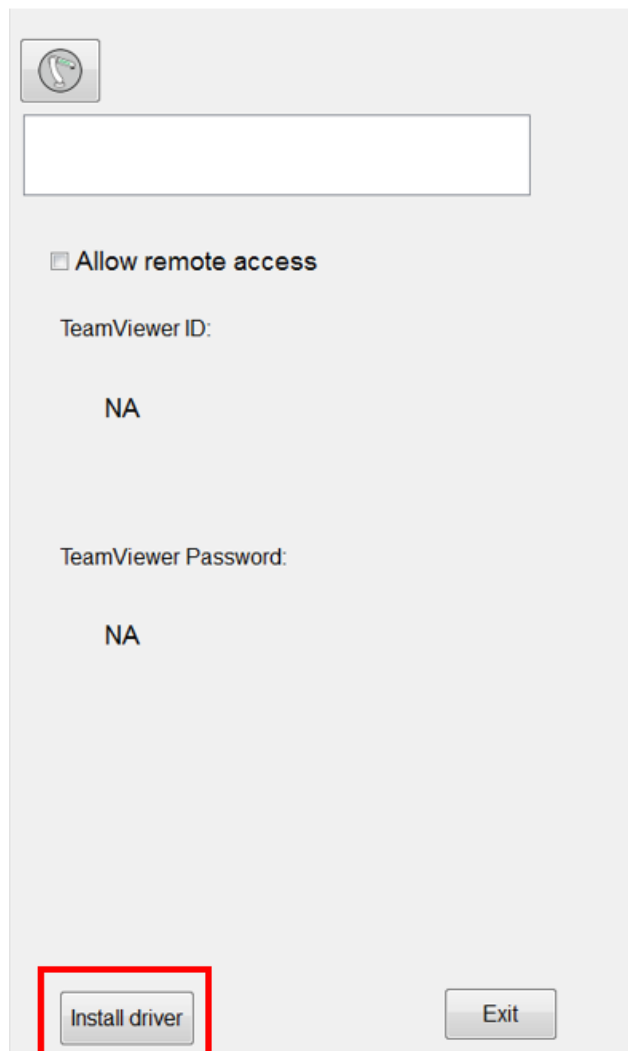 Allow remote access
TeamViewer ID:
NA
TeamViewer Password:
NA
Install driver
Exit